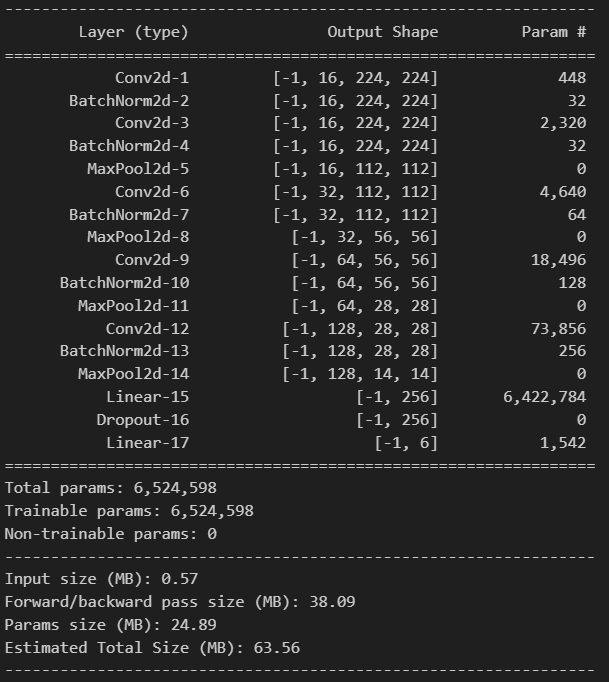 ----------------------------------------------------------------
        Layer (type)               Output Shape         Param #
================================================================
            Conv2d-1         [-1, 16, 224, 224]             448
       BatchNorm2d-2         [-1, 16, 224, 224]              32
            Conv2d-3         [-1, 16, 224, 224]           2,320
       BatchNorm2d-4         [-1, 16, 224, 224]              32
         MaxPool2d-5         [-1, 16, 112, 112]               0
            Conv2d-6         [-1, 32, 112, 112]           4,640
       BatchNorm2d-7         [-1, 32, 112, 112]              64
         MaxPool2d-8           [-1, 32, 56, 56]               0
            Conv2d-9           [-1, 64, 56, 56]          18,496
      BatchNorm2d-10           [-1, 64, 56, 56]             128
        MaxPool2d-11           [-1, 64, 28, 28]               0
           Conv2d-12          [-1, 128, 28, 28]          73,856
      BatchNorm2d-13          [-1, 128, 28, 28]             256
        MaxPool2d-14          [-1, 128, 14, 14]               0
           Linear-15                  [-1, 256]       6,422,784
          Dropout-16                  [-1, 256]               0
           Linear-17                    [-1, 6]           1,542
================================================================
Total params: 6,524,598
Trainable params: 6,524,598
Non-trainable params: 0
----------------------------------------------------------------
Input size (MB): 0.57
Forward/backward pass size (MB): 38.09
Params size (MB): 24.89
Estimated Total Size (MB): 63.56
----------------------------------------------------------------